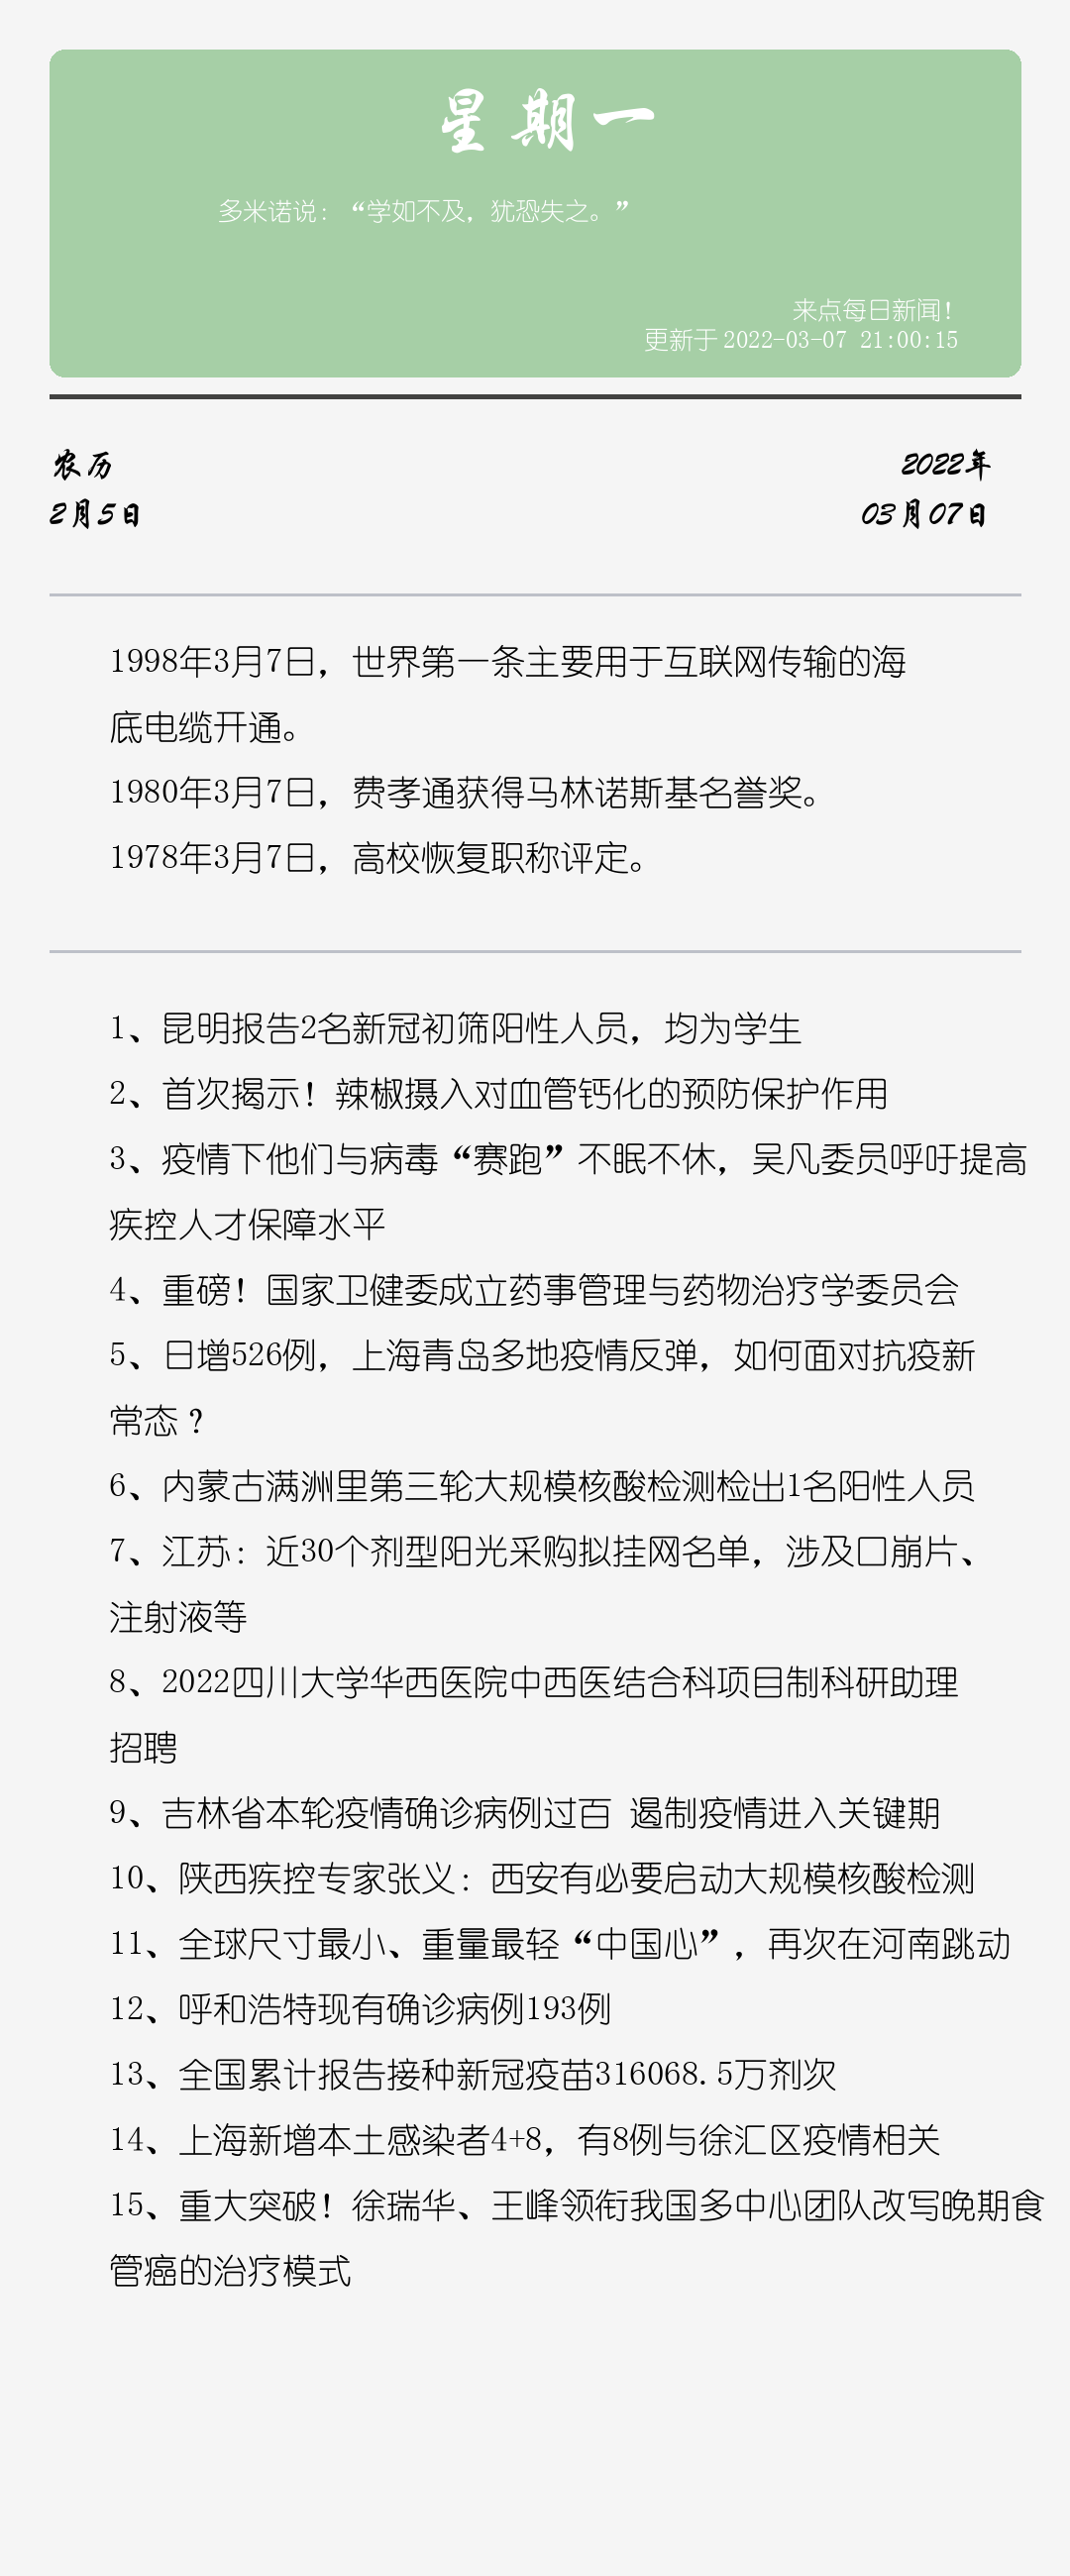 星期一
多米诺说：“学如不及，犹恐失之。”
来点每日新闻！
更新于 2022-03-07 21:00:15
农历
2022年
2月5日
03月07日
1998年3月7日，世界第一条主要用于互联网传输的海
底电缆开通。
1980年3月7日，费孝通获得马林诺斯基名誉奖。
1978年3月7日，高校恢复职称评定。
1、昆明报告2名新冠初筛阳性人员，均为学生
2、首次揭示！辣椒摄入对血管钙化的预防保护作用
3、疫情下他们与病毒“赛跑”不眠不休，吴凡委员呼吁提高
疾控人才保障水平
4、重磅！国家卫健委成立药事管理与药物治疗学委员会
5、日增526例，上海青岛多地疫情反弹，如何面对抗疫新
常态？
6、内蒙古满洲里第三轮大规模核酸检测检出1名阳性人员
7、江苏：近30个剂型阳光采购拟挂网名单，涉及口崩片、
注射液等
8、2022四川大学华西医院中西医结合科项目制科研助理
招聘
9、吉林省本轮疫情确诊病例过百 遏制疫情进入关键期
10、陕西疾控专家张义：西安有必要启动大规模核酸检测
11、全球尺寸最小、重量最轻“中国心”，再次在河南跳动
12、呼和浩特现有确诊病例193例
13、全国累计报告接种新冠疫苗316068.5万剂次
14、上海新增本土感染者4+8，有8例与徐汇区疫情相关
15、重大突破！徐瑞华、王峰领衔我国多中心团队改写晚期食
管癌的治疗模式